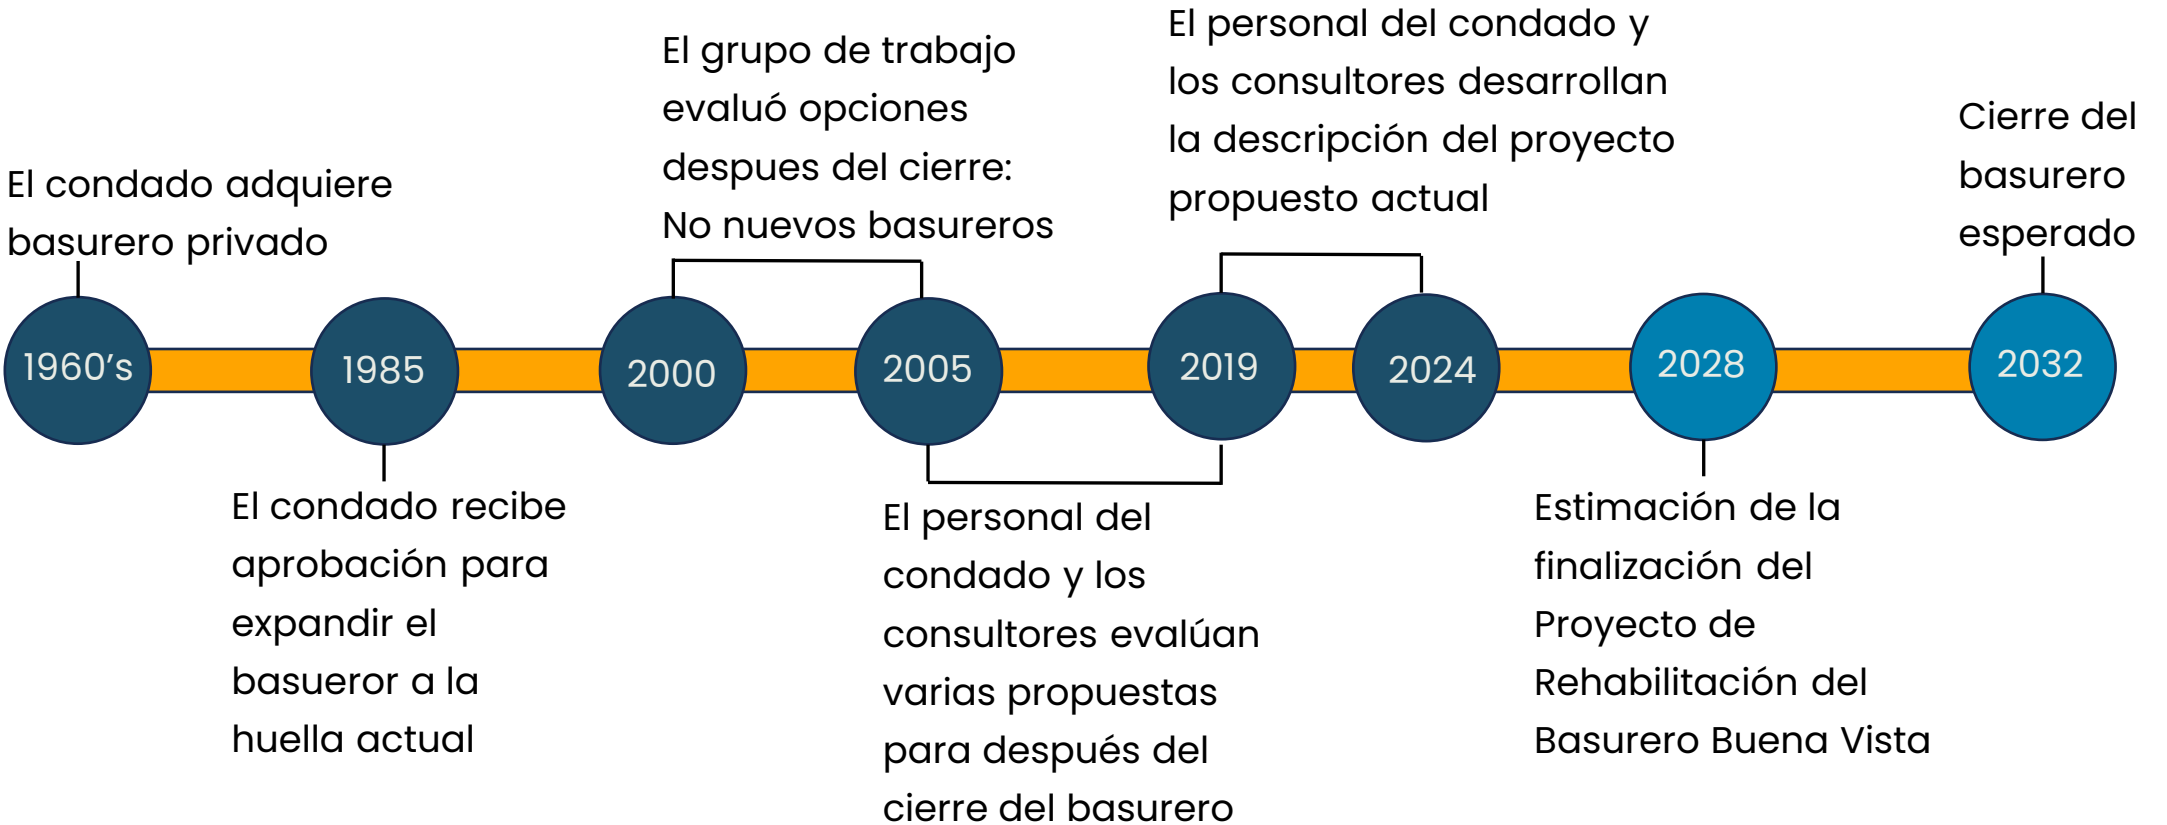 El condado adquiere
basurero privado
El grupo de trabajo
evaluó opciones
despues del cierre:
No nuevos basureros
El personal del condado y
los consultores desarrollan
la descripción del proyecto
propuesto actual
Cierre del
basurero
esperado
1960's
1985
2000
2005
2019
2024
2028
2032
El condado recibe
aprobación para
expandir el
basueror a la
huella actual
El personal del
condado y los
consultores evalúan
varias propuestas
para después del
cierre del basurero
Estimación de la
finalización del
Proyecto de
Rehabilitación del
Basurero Buena Vista